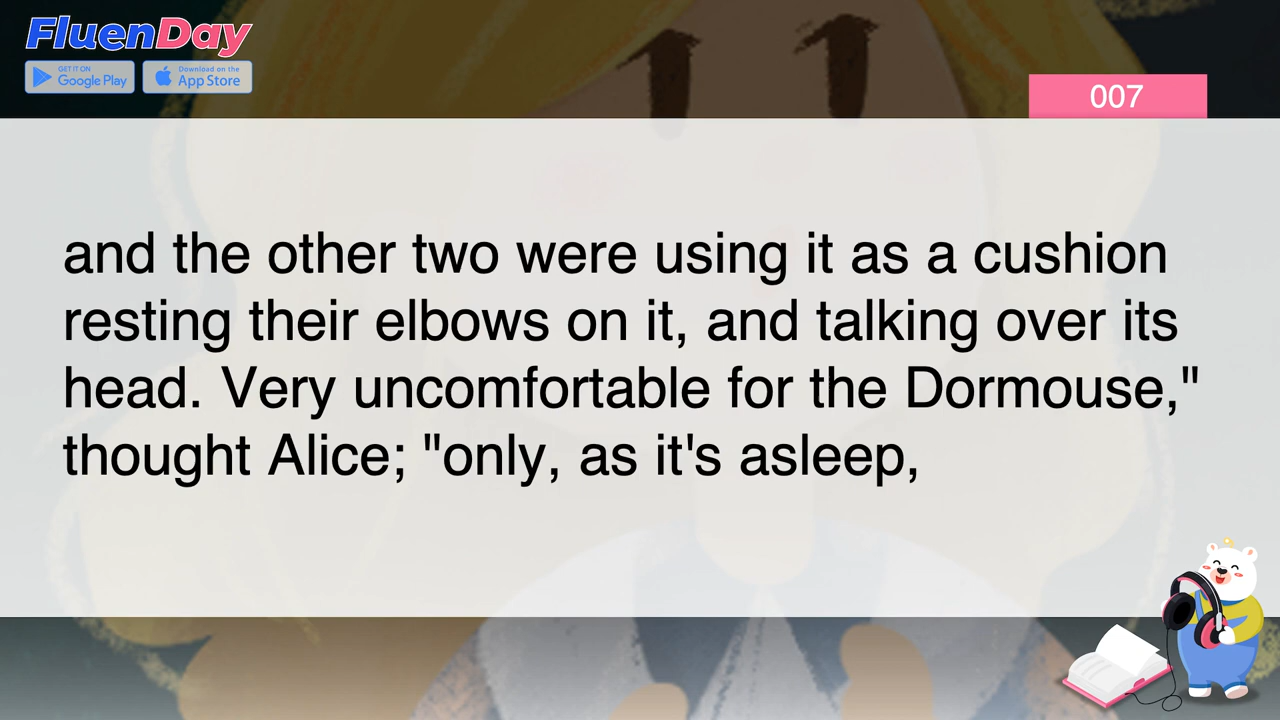 FluenDay
GET IT ON
Google Play
Download on the
App Store
007
and the other two were using it as a cushion
resting their elbows on it, and talking over its
head. Very uncomfortable for the Dormouse,"
thought Alice; "only, as it's asleep,